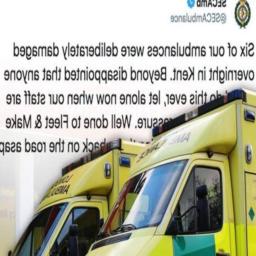 SECAmb
@SECAmbulance
Six of our ambulances were deliberately damaged
overnight in Kent. Beyond disappointed that anyone
do this, ever, let alone now when our staff are
pressure. Well done to Fleet & Make
back on the road asap